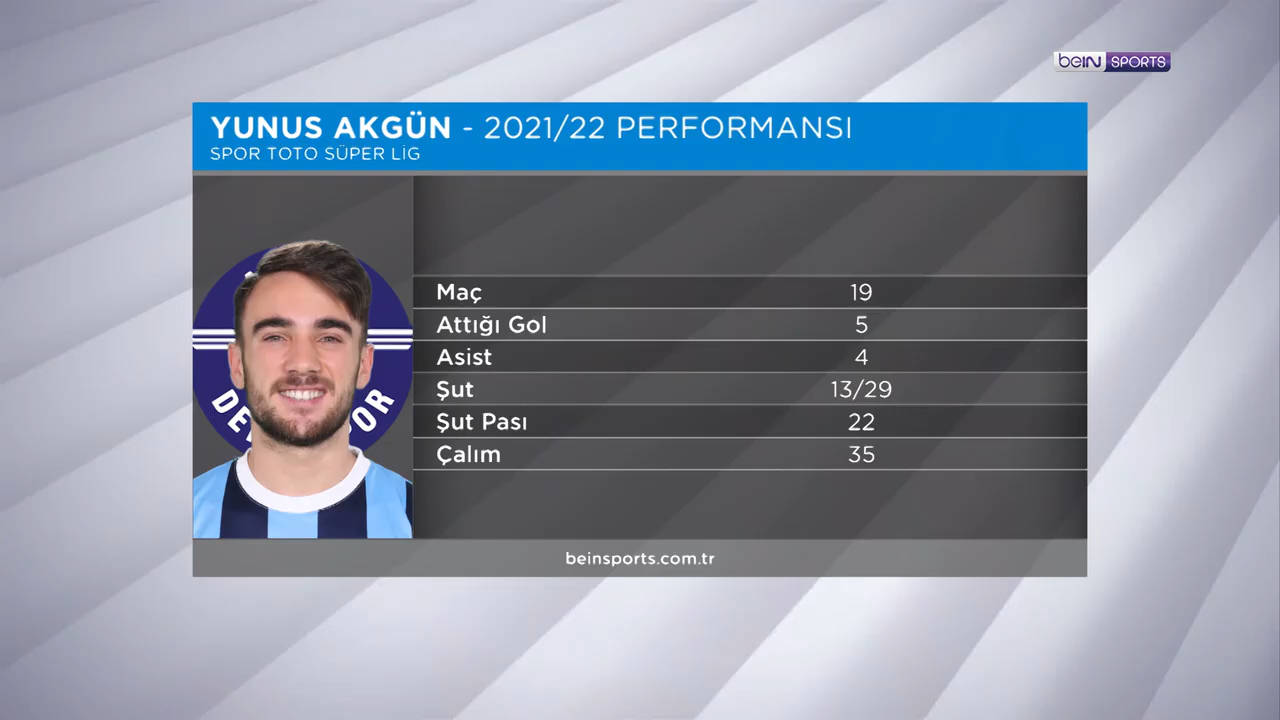 beIN SPORTS
YUNUS AKGÜN - 2021/22 PERFORMANSI
SPOR TOTO SÜPER LİG
Maç 19
Attığı Gol 5
Asist 4
Şut 13/29
Şut Pası 22
Çalım 35
beinsports.com.tr